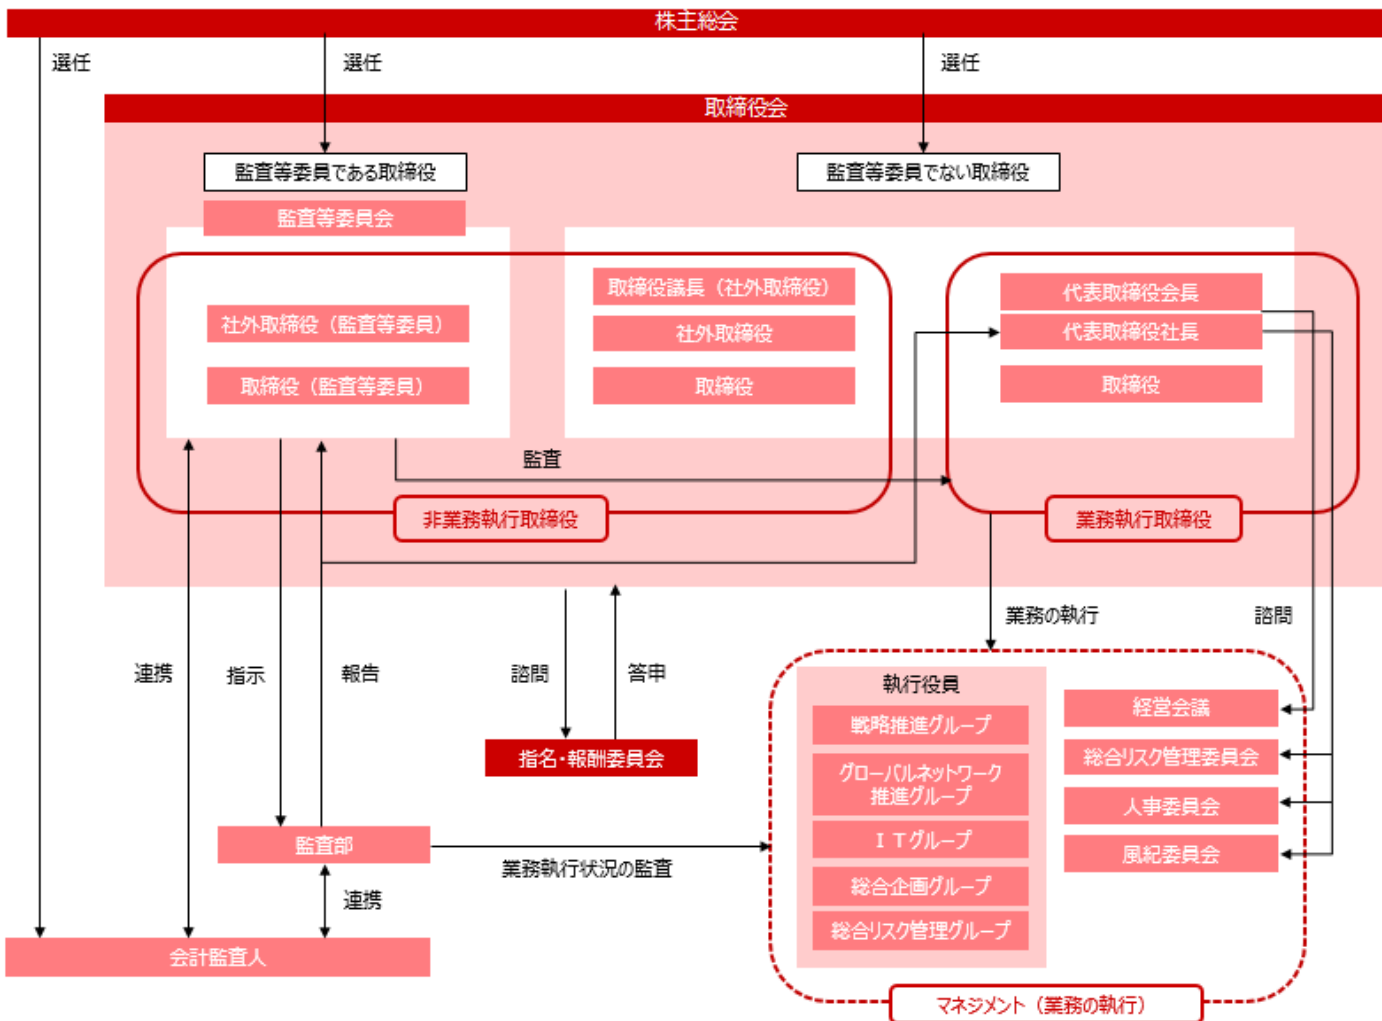 株主総会
選任
選任
選任
取締役会
監査等委員である取締役
監査等委員でない取締役
監査等委員会
社外取締役（監査等委員）
取締役（監査等委員）
取締役議長（社外取締役）
社外取締役
取締役
代表取締役会長
代表取締役社長
取締役
監査
非業務執行取締役
業務執行取締役
連携
指示
報告
諮問
答申
業務の執行
諮問
指名・報酬委員会
執行役員
戦略推進グループ
グローバルネットワーク
推進グループ
ＩＴグループ
総合企画グループ
総合リスク管理グループ
経営会議
総合リスク管理委員会
人事委員会
風紀委員会
監査部
業務執行状況の監査
連携
会計監査人
マネジメント（業務の執行）